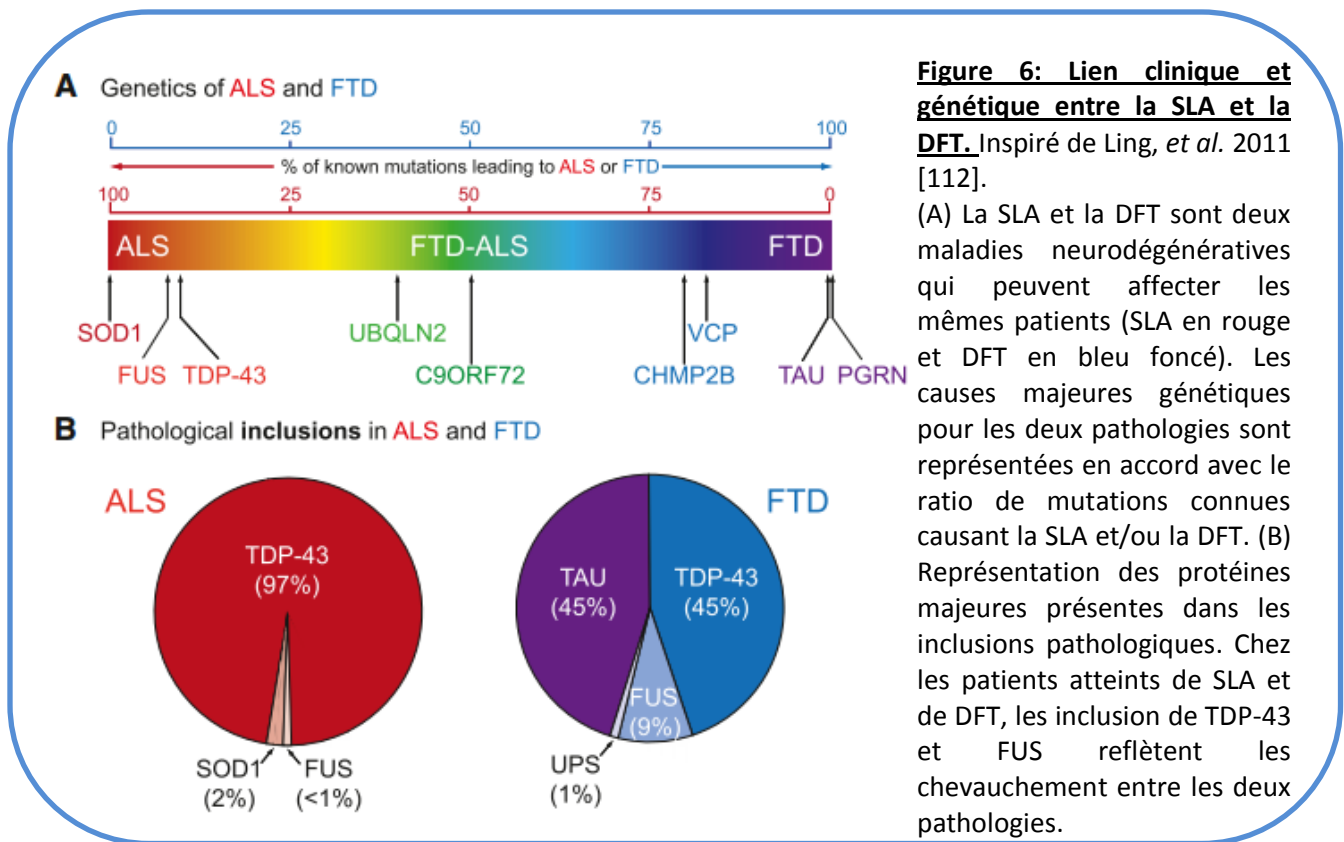 A Genetics of ALS and FTD
0 25 50 75 100
% of known mutations leading to ALS or FTD
100 25 50 75 0
ALS FTD-ALS FTD
SOD1 UBQLN2 VCP
FUS TDP-43 C9ORF72 CHMP2B TAU PGRN
B Pathological inclusions in ALS and FTD
ALS
TDP-43
(97%)
SOD1
(2%)
FUS
(<1%)
FTD
TAU
(45%)
TDP-43
(45%)
FUS
(9%)
UPS
(1%)
Figure 6: Lien clinique et
génétique entre la SLA et la
DFT. Inspiré de Ling, et al. 2011
[112].
(A) La SLA et la DFT sont deux
maladies neurodégénératives
qui peuvent affecter les
mêmes patients (SLA en rouge
et DFT en bleu foncé). Les
causes majeures génétiques
pour les deux pathologies sont
représentées en accord avec le
ratio de mutations connues
causant la SLA et/ou la DFT. (B)
Représentation des protéines
majeures présentes dans les
inclusions pathologiques. Chez
les patients atteints de SLA et
de DFT, les inclusion de TDP-43
et FUS reflètent les
chevauchement entre les deux
pathologies.